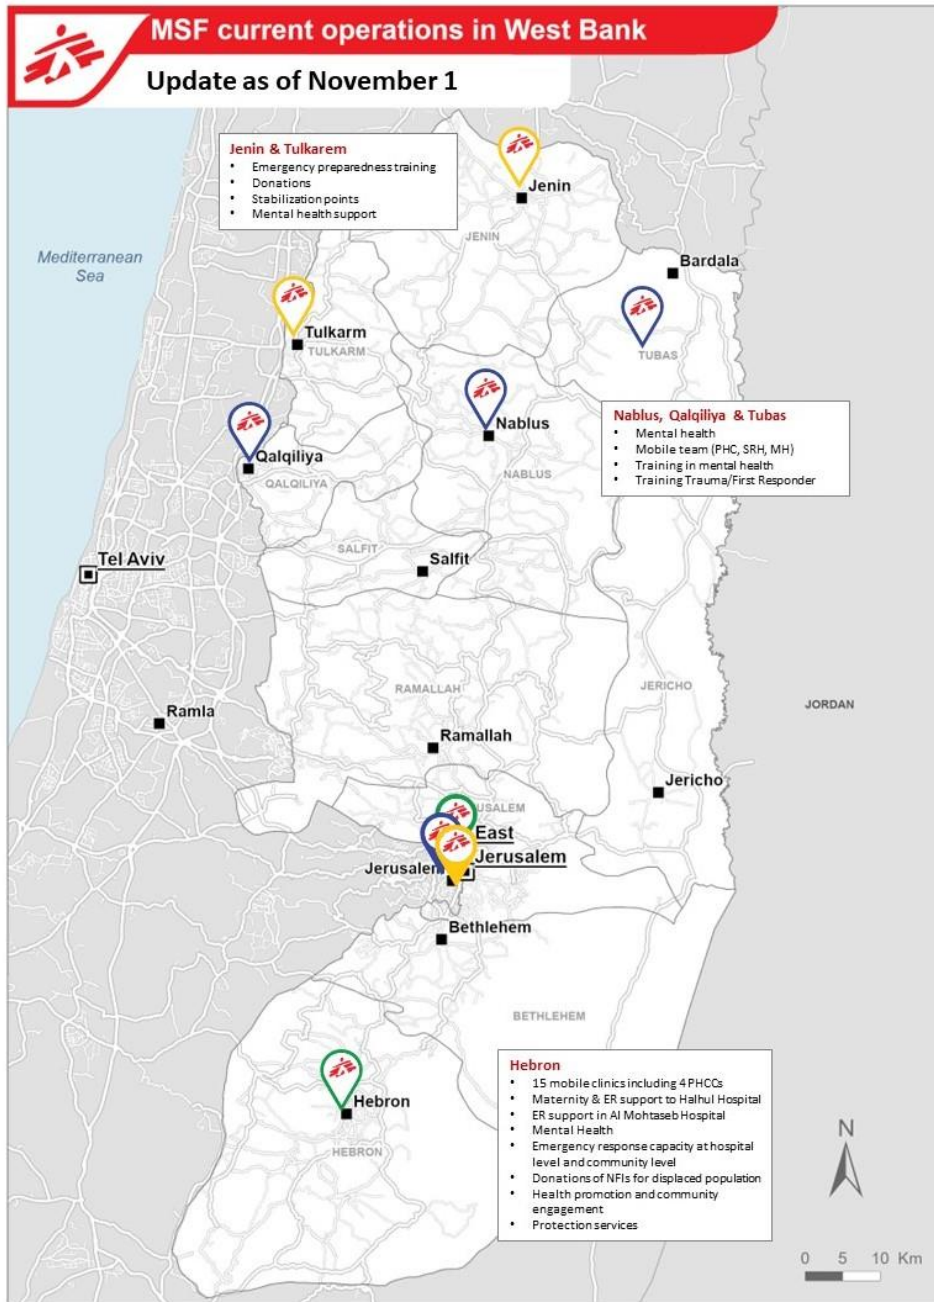 MSF current operations in West Bank
Update as of November 1
Jenin & Tulkarem
• Emergency preparedness training
• Donations
• Stabilization points
• Mental health support
Jenin
JENIN
Mediterranean
Sea
Bardala
TUBAS
Tulkarm
TULKARM
Nablus, Qalqiliya & Tubas
• Mental health
• Mobile team (PHC, SRH, MH)
• Training in mental health
• Training Trauma/First Responder
Nablus
NABLUS
Qalqiliya
QALQILIYA
SALFIT
Salfit
Tel Aviv
RAMALLAH
JERICHO
JORDAN
Ramla
Ramallah
Jericho
USALEM
East
Jerusalem
Jerusalem
Bethlehem
BETHLEHEM
Hebron
HEBRON
Hebron
• 15 mobile clinics including 4 PHCCs
• Maternity & ER support to Halhul Hospital
• ER support in Al Mohtaseb Hospital
• Mental Health
• Emergency response capacity at hospital
level and community level
• Donations of NFIs for displaced population
• Health promotion and community
engagement
• Protection services
N
0 5 10 Km